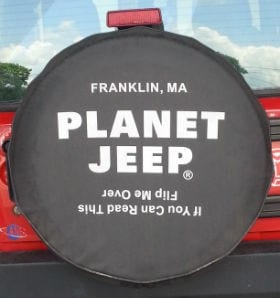 FRANKLIN, MA
PLANET
JEEP®
If You Can Read This
Flip Me Over